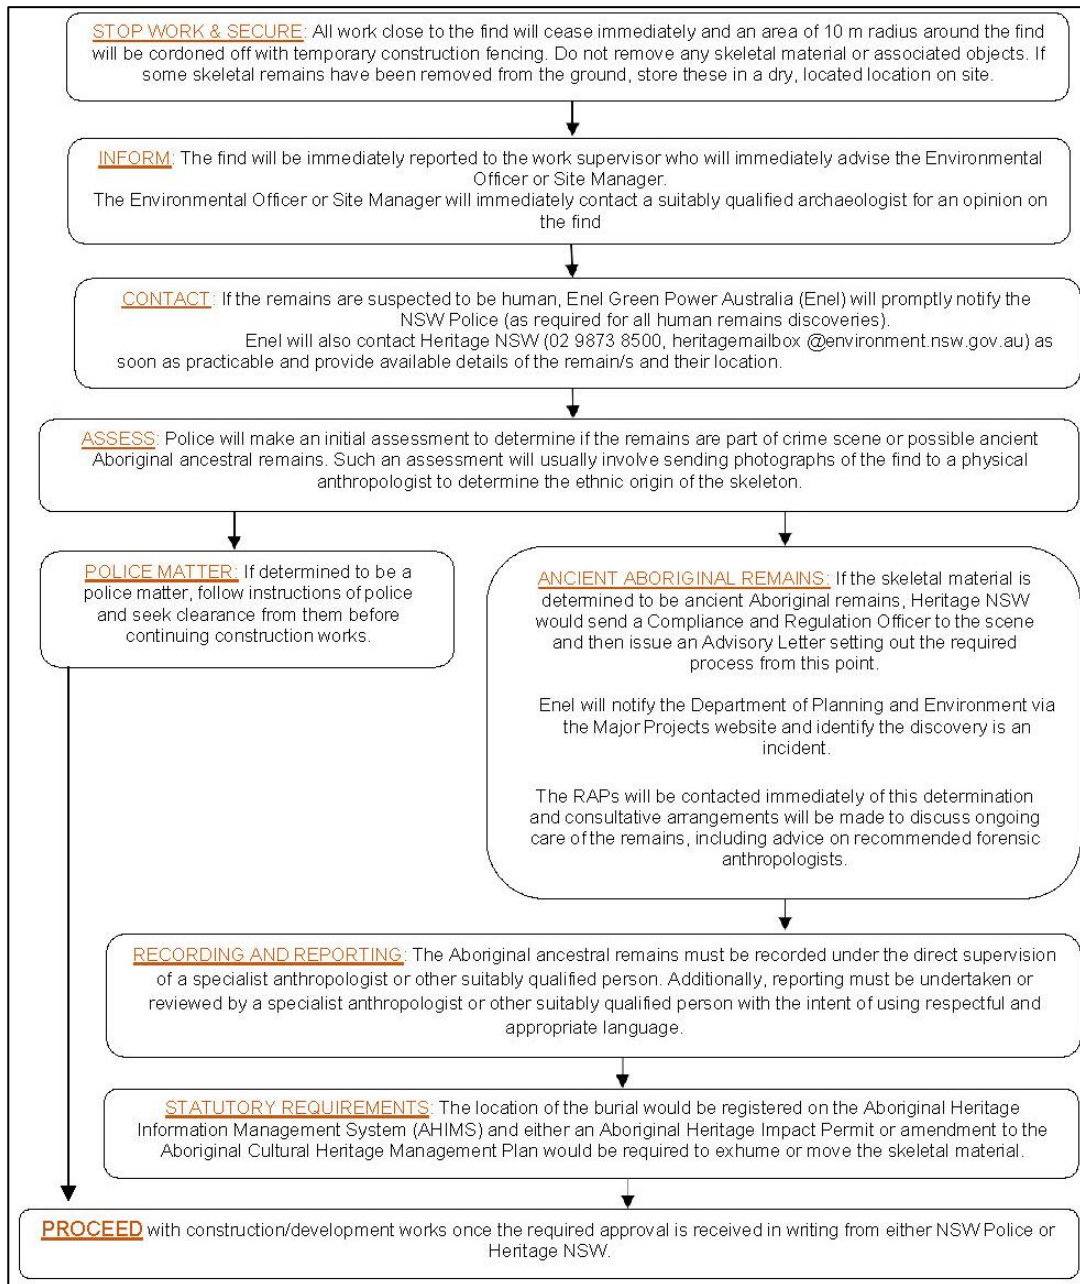 STOP WORK & SECURE: All work close to the find will cease immediately and an area of 10 m radius around the find
will be cordoned off with temporary construction fencing. Do not remove any skeletal material or associated objects. If
some skeletal remains have been removed from the ground, store these in a dry, located location on site.
INFORM: The find will be immediately reported to the work supervisor who will immediately advise the Environmental
Officer or Site Manager.
The Environmental Officer or Site Manager will immediately contact a suitably qualified archaeologist for an opinion on
the find
CONTACT: If the remains are suspected to be human, Enel Green Power Australia (Enel) will promptly notify the
NSW Police (as required for all human remains discoveries).
Enel will also contact Heritage NSW (02 9873 8500, heritagemailbox @environment.nsw.gov.au) as
soon as practicable and provide available details of the remain/s and their location.
ASSESS: Police will make an initial assessment to determine if the remains are part of crime scene or possible ancient
Aboriginal ancestral remains. Such an assessment will usually involve sending photographs of the find to a physical
anthropologist to determine the ethnic origin of the skeleton.
POLICE MATTER: If determined to be a
police matter, follow instructions of police
and seek clearance from them before
continuing construction works.
ANCIENT ABORIGINAL REMAINS: If the skeletal material is
determined to be ancient Aboriginal remains, Heritage NSW
would send a Compliance and Regulation Officer to the scene
and then issue an Advisory Letter setting out the required
process from this point.
Enel will notify the Department of Planning and Environment via
the Major Projects website and identify the discovery is an
incident.
The RAPs will be contacted immediately of this determination
and consultative arrangements will be made to discuss ongoing
care of the remains, including advice on recommended forensic
anthropologists.
RECORDING AND REPORTING: The Aboriginal ancestral remains must be recorded under the direct supervision
of a specialist anthropologist or other suitably qualified person. Additionally, reporting must be undertaken or
reviewed by a specialist anthropologist or other suitably qualified person with the intent of using respectful and
appropriate language.
STATUTORY REQUIREMENTS: The location of the burial would be registered on the Aboriginal Heritage
Information Management System (AHIMS) and either an Aboriginal Heritage Impact Permit or amendment to the
Aboriginal Cultural Heritage Management Plan would be required to exhume or move the skeletal material.
PROCEED with construction/development works once the required approval is received in writing from either NSW Police or
Heritage NSW.